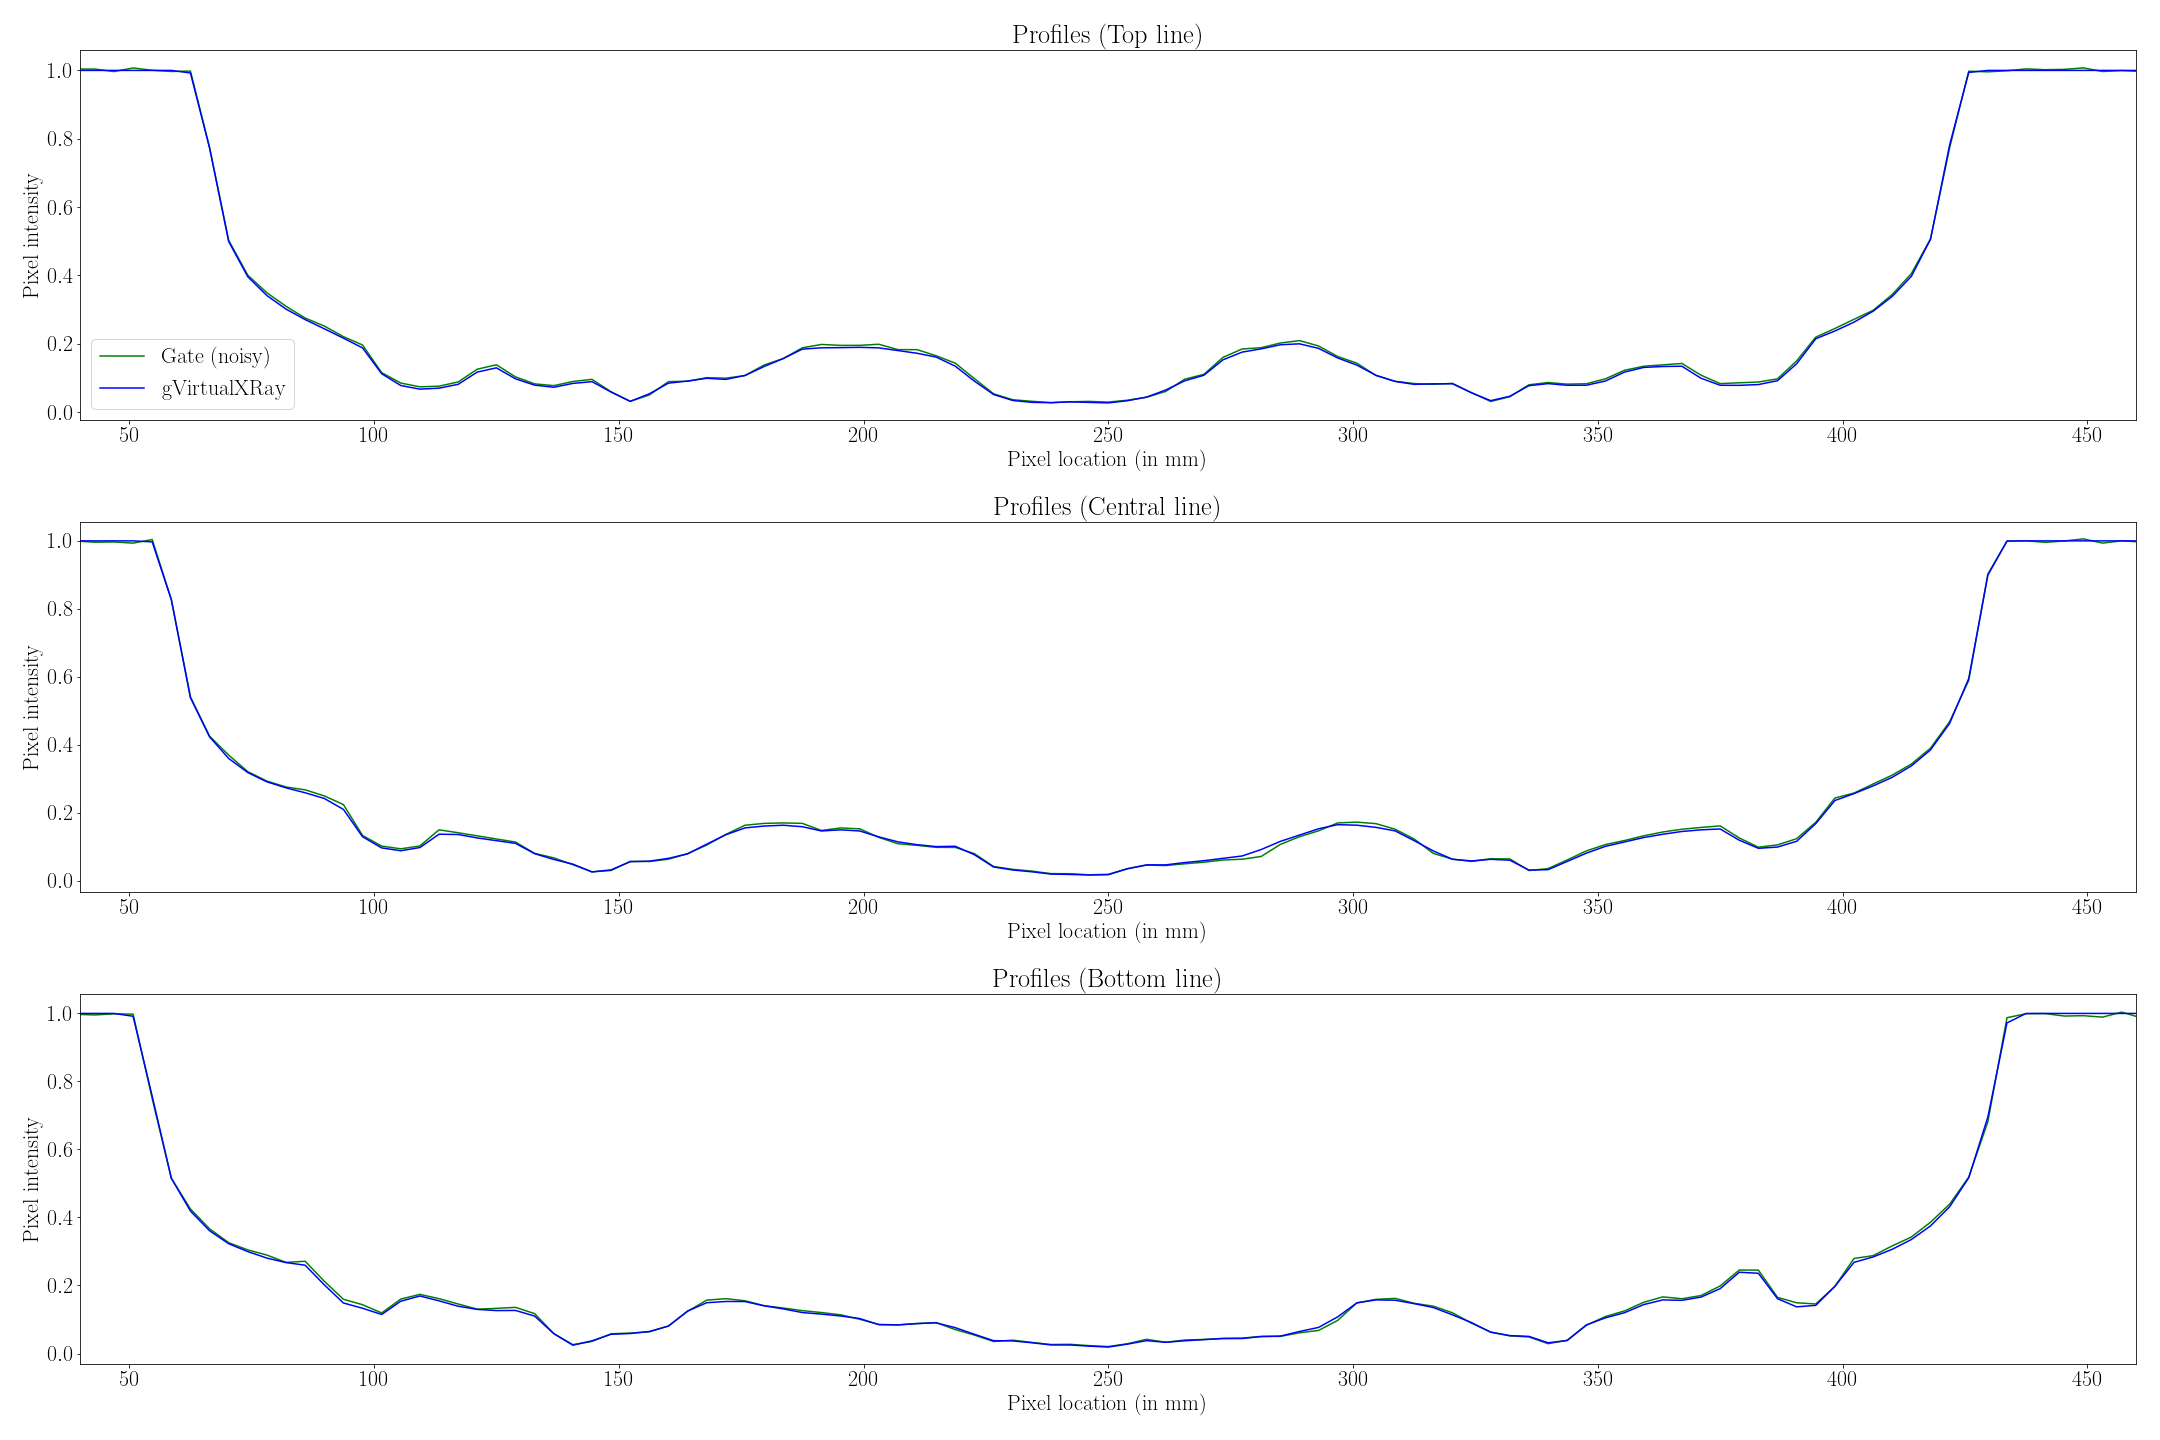 Profiles (Top line)
1.0
0.8
0.6
0.4
0.2
0.0
Pixel intensity
Gate (noisy)
gVirtualXRay
50 100 150 200 250 300 350 400 450
Pixel location (in mm)
Profiles (Central line)
1.0
0.8
0.6
0.4
0.2
0.0
Pixel intensity
50 100 150 200 250 300 350 400 450
Pixel location (in mm)
Profiles (Bottom line)
1.0
0.8
0.6
0.4
0.2
0.0
Pixel intensity
50 100 150 200 250 300 350 400 450
Pixel location (in mm)